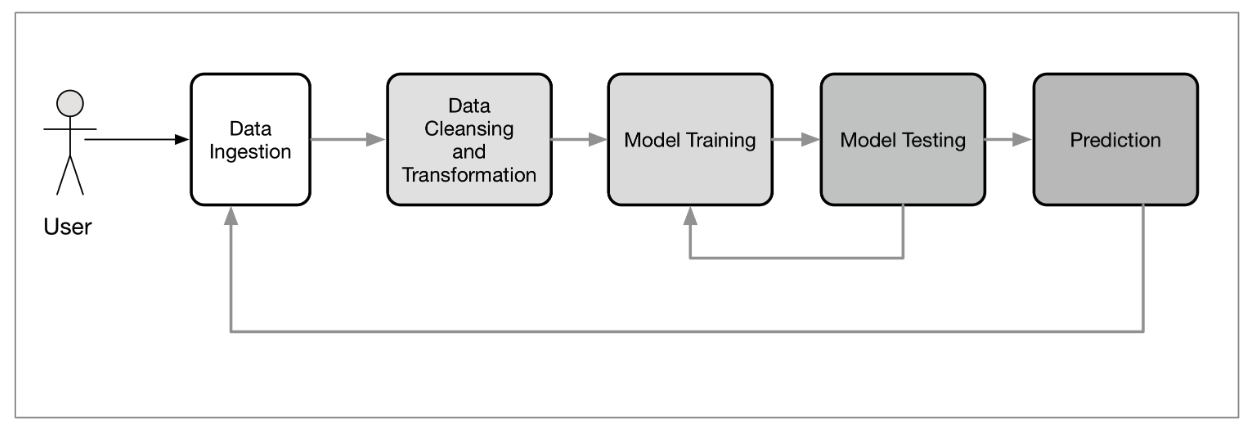 User
Data
Ingestion
Data
Cleansing
and
Transformation
Model Training
Model Testing
Prediction